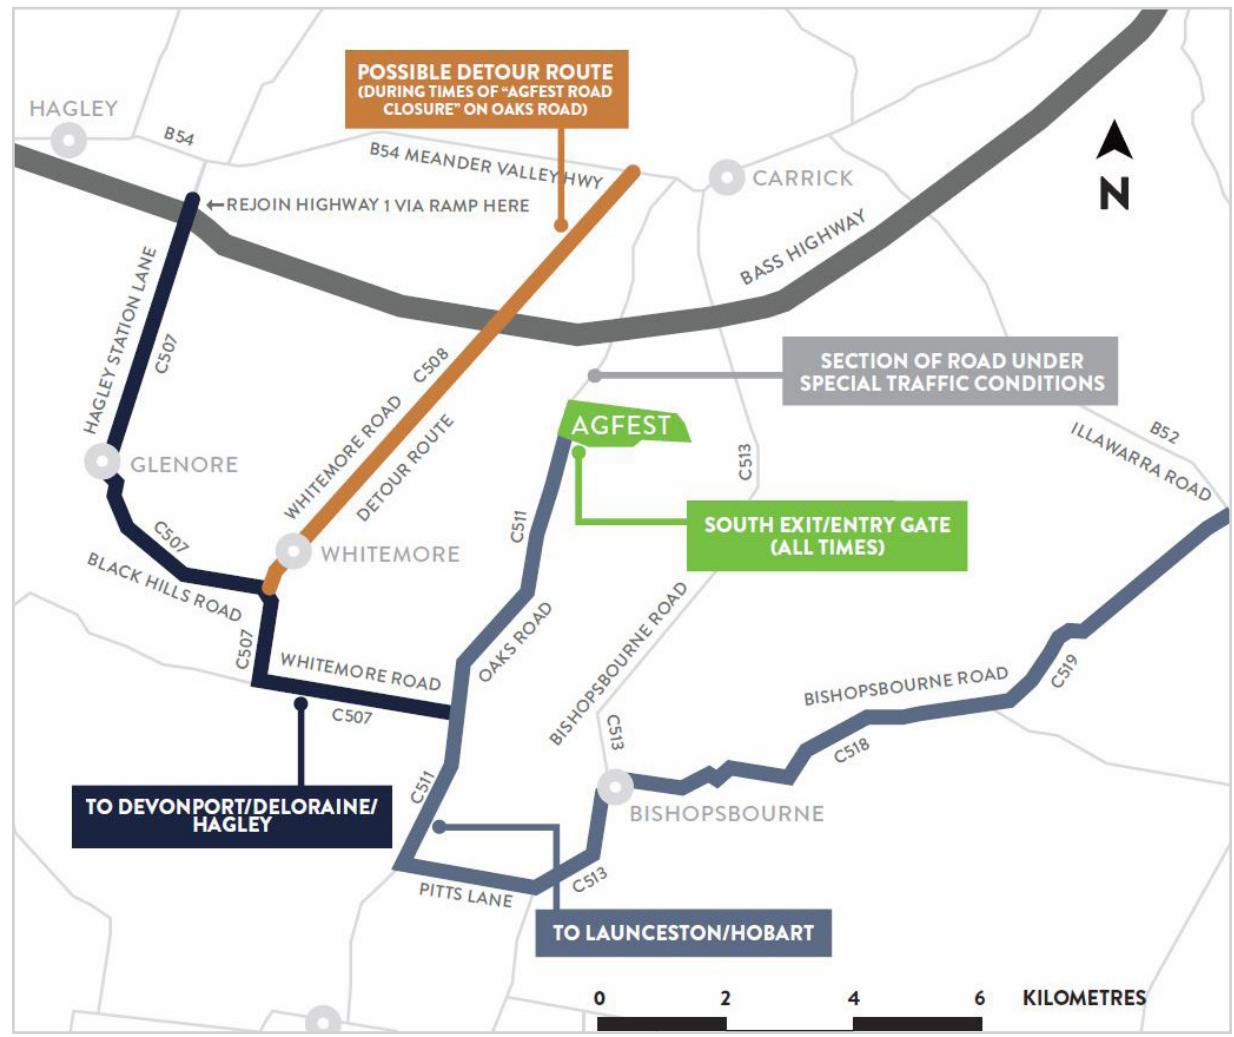 POSSIBLE DETOUR ROUTE
(DURING TIMES OF “AGFEST ROAD
CLOSURE” ON OAKS ROAD)
HAGLEY
B54
B54 MEANDER VALLEY HWY
CARRICK
N
←REJOIN HIGHWAY 1 VIA RAMP HERE
BASS HIGHWAY
HAGLEY STATION LANE
C507
C508
SECTION OF ROAD UNDER
SPECIAL TRAFFIC CONDITIONS
WHITEMORE ROAD
DETOUR ROUTE
AGFEST
B52
ILLAWARRA ROAD
C513
GLENORE
C511
SOUTH EXIT/ENTRY GATE
(ALL TIMES)
C507
WHITEMORE
BLACK HILLS ROAD
C507
OAKS ROAD
BISHOPSBOURNE ROAD
WHITEMORE ROAD
C507
BISHOPSBOURNE ROAD
C519
C513
C518
C511
TO DEVONPORT/DELORAINE/
HAGLEY
BISHOPSBOURNE
PITTS LANE
C513
TO LAUNCESTON/HOBART
0 2 4 6 KILOMETRES